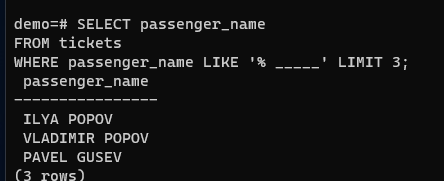 demo=# SELECT passenger_name
FROM tickets
WHERE passenger_name LIKE '% _____' LIMIT 3;
passenger_name
----------------
ILYA POPOV
VLADIMIR POPOV
PAVEL GUSEV
(3 rows)